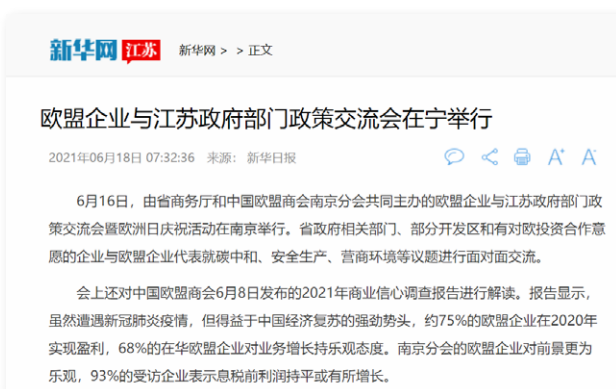 新华网 江苏 新华网 > > 正文
欧盟企业与江苏政府部门政策交流会在宁举行
2021年06月18日 07:32:36 来源： 新华日报
6月16日，由省商务厅和中国欧盟商会南京分会共同主办的欧盟企业与江苏政府部门政
策交流会暨欧洲日庆祝活动在南京举行。省政府相关部门、部分开发区和有对欧投资合作意
愿的企业与欧盟企业代表就碳中和、安全生产、营商环境等议题进行面对面交流。
会上还对中国欧盟商会6月8日发布的2021年商业信心调查报告进行解读。报告显示，
虽然遭遇新冠肺炎疫情，但得益于中国经济复苏的强劲势头，约75%的欧盟企业在2020年
实现盈利，68%的在华欧盟企业对业务增长持乐观态度。南京分会的欧盟企业对前景更为
乐观，93%的受访企业表示息税前利润持平或有所增长。